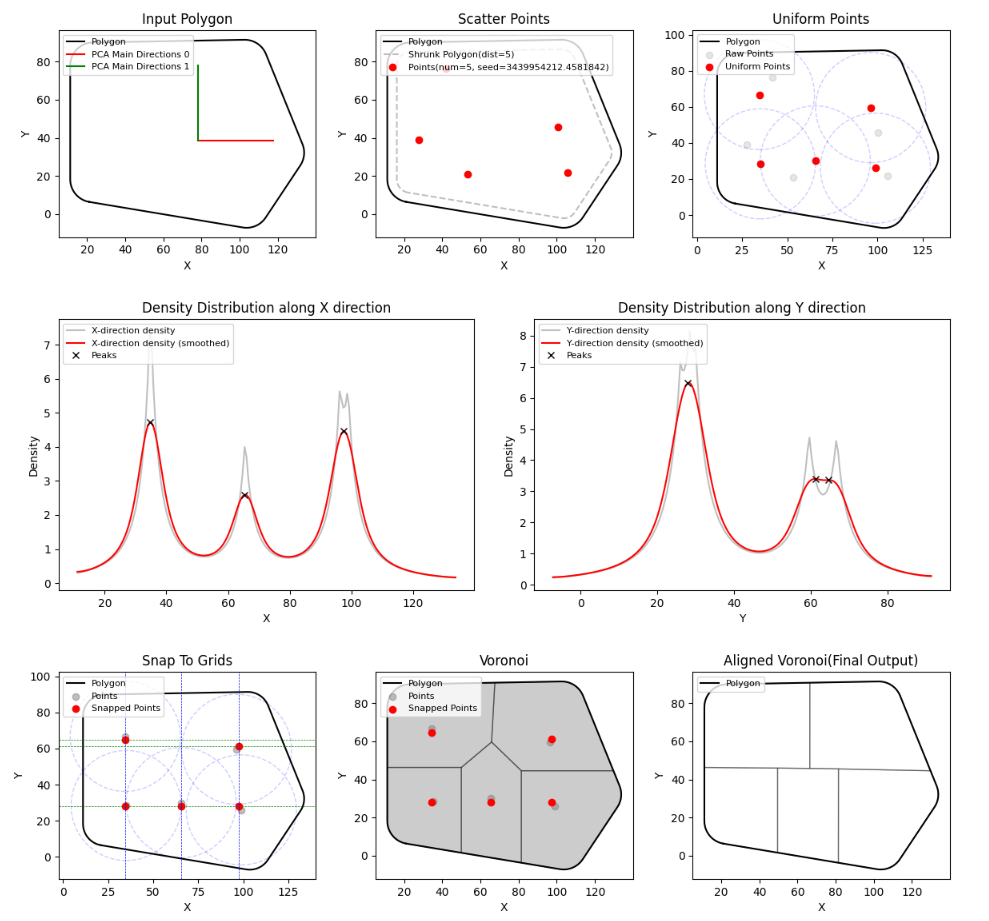 Input Polygon
Polygon
PCA Main Directions 0
PCA Main Directions 1
Y
80
60
40
20
0
20 40 60 80 100 120
X
Scatter Points
Polygon
Shrunk Polygon(dist=5)
Points(num=5, seed=3439954212.4581842)
Y
80
60
40
20
0
20 40 60 80 100 120
X
Uniform Points
Polygon
Raw Points
Uniform Points
Y
100
80
60
40
20
0
0 25 50 75 100 125
X
Density Distribution along X direction
X-direction density
X-direction density (smoothed)
Peaks
Density
7
6
5
4
3
2
1
0
20 40 60 80 100 120
X
Density Distribution along Y direction
Y-direction density
Y-direction density (smoothed)
Peaks
Density
8
7
6
5
4
3
2
1
0
0 20 40 60 80
Y
Snap To Grids
Polygon
Points
Snapped Points
Y
100
80
60
40
20
0
0 25 50 75 100 125
X
Voronoi
Polygon
Points
Snapped Points
Y
80
60
40
20
0
20 40 60 80 100 120
X
Aligned Voronoi(Final Output)
Polygon
Y
80
60
40
20
0
20 40 60 80 100 120
X